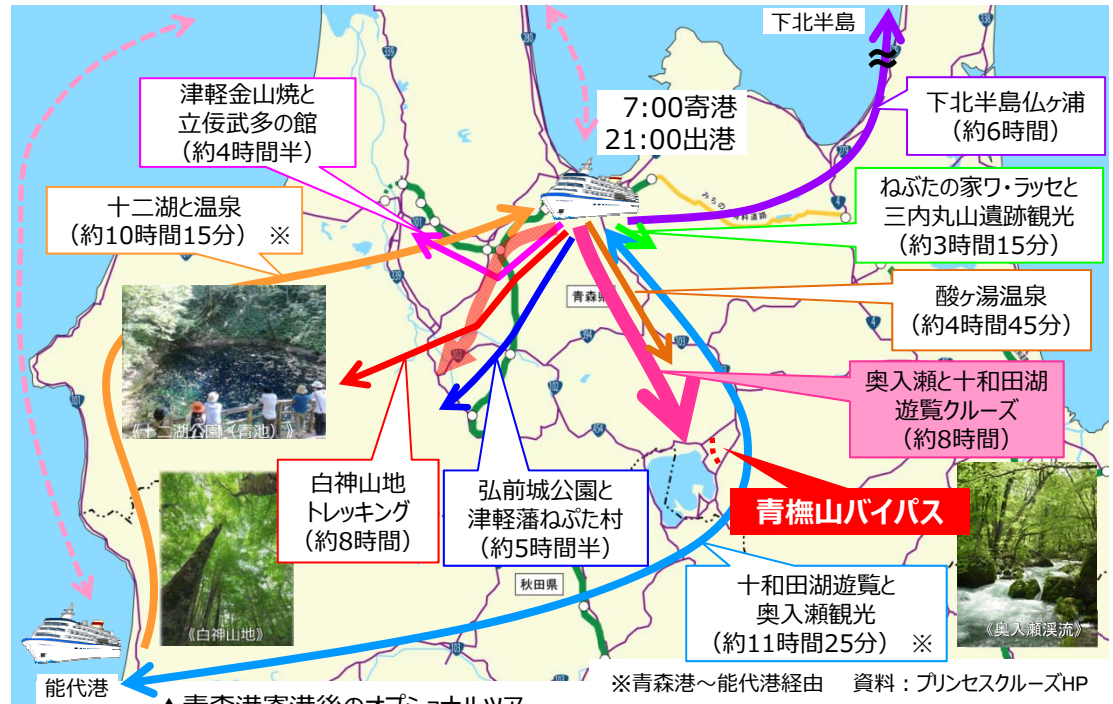 下北半島
7:00寄港
21:00出港
津軽金山焼と
立佞武多の館
(約4時間半)
下北半島仏ヶ浦
(約6時間)
十二湖と温泉
(約10時間15分) ※
ねぶたの家ワ・ラッセと
三内丸山遺跡観光
(約3時間15分)
青森県
酸ヶ湯温泉
(約4時間45分)
奥入瀬と十和田湖
遊覧クルーズ
(約8時間)
《十二湖公園(青池)》
白神山地
トレッキング
(約8時間)
弘前城公園と
津軽藩ねぷた村
(約5時間半)
青橅山バイパス
秋田県
十和田湖遊覧と
奥入瀬観光
(約11時間25分) ※
《白神山地》
《奥入瀬渓流》
能代港
※青森港~能代港経由 資料:プリンセスクルーズHP